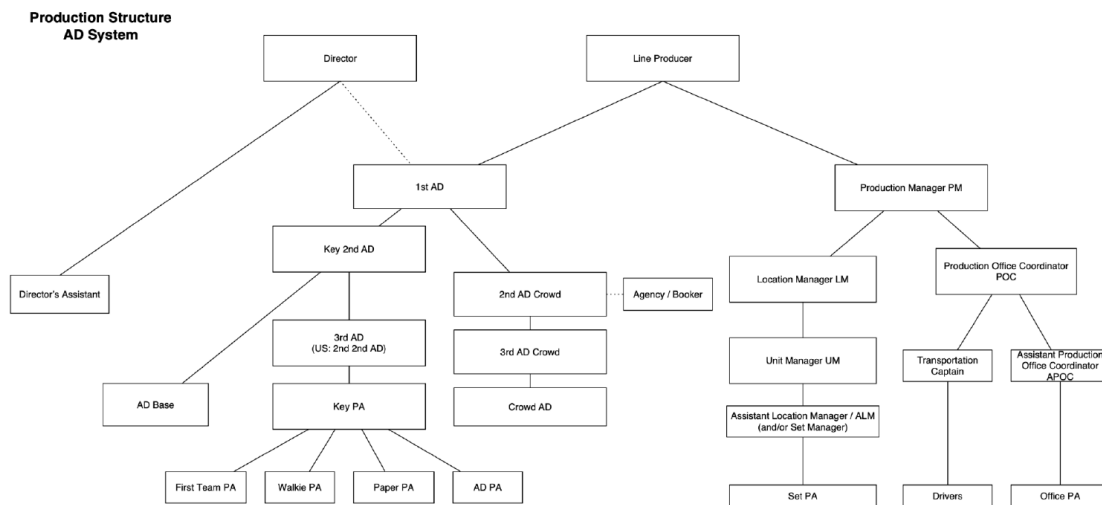 Production Structure
AD System
Director
Line Producer
1st AD
Production Manager PM
Key 2nd AD
Director's Assistant
2nd AD Crowd
Agency / Booker
Location Manager LM
Production Office Coordinator
POC
3rd AD
(US: 2nd 2nd AD)
3rd AD Crowd
Unit Manager UM
Transportation
Captain
Assistant Production
Office Coordinator
APOC
AD Base
Key PA
Crowd AD
Assistant Location Manager / ALM
(and/or Set Manager)
First Team PA
Walkie PA
Paper PA
AD PA
Set PA
Drivers
Office PA